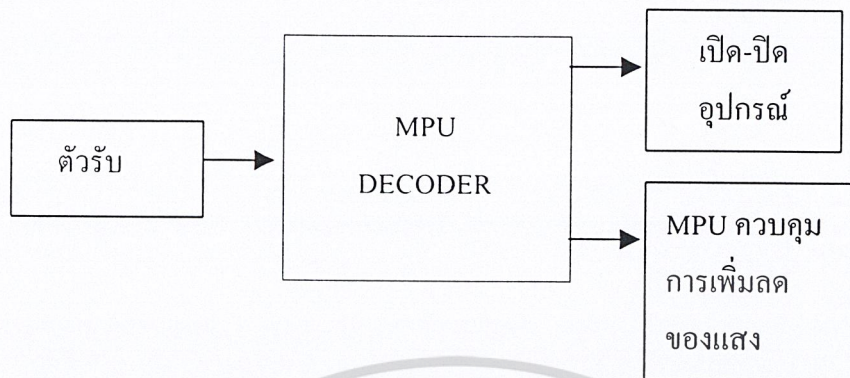 ตัวรับ
MPU
DECODER
เปิด-ปิด
อุปกรณ์
MPU ควบคุม
การเพิ่มลด
ของแสง